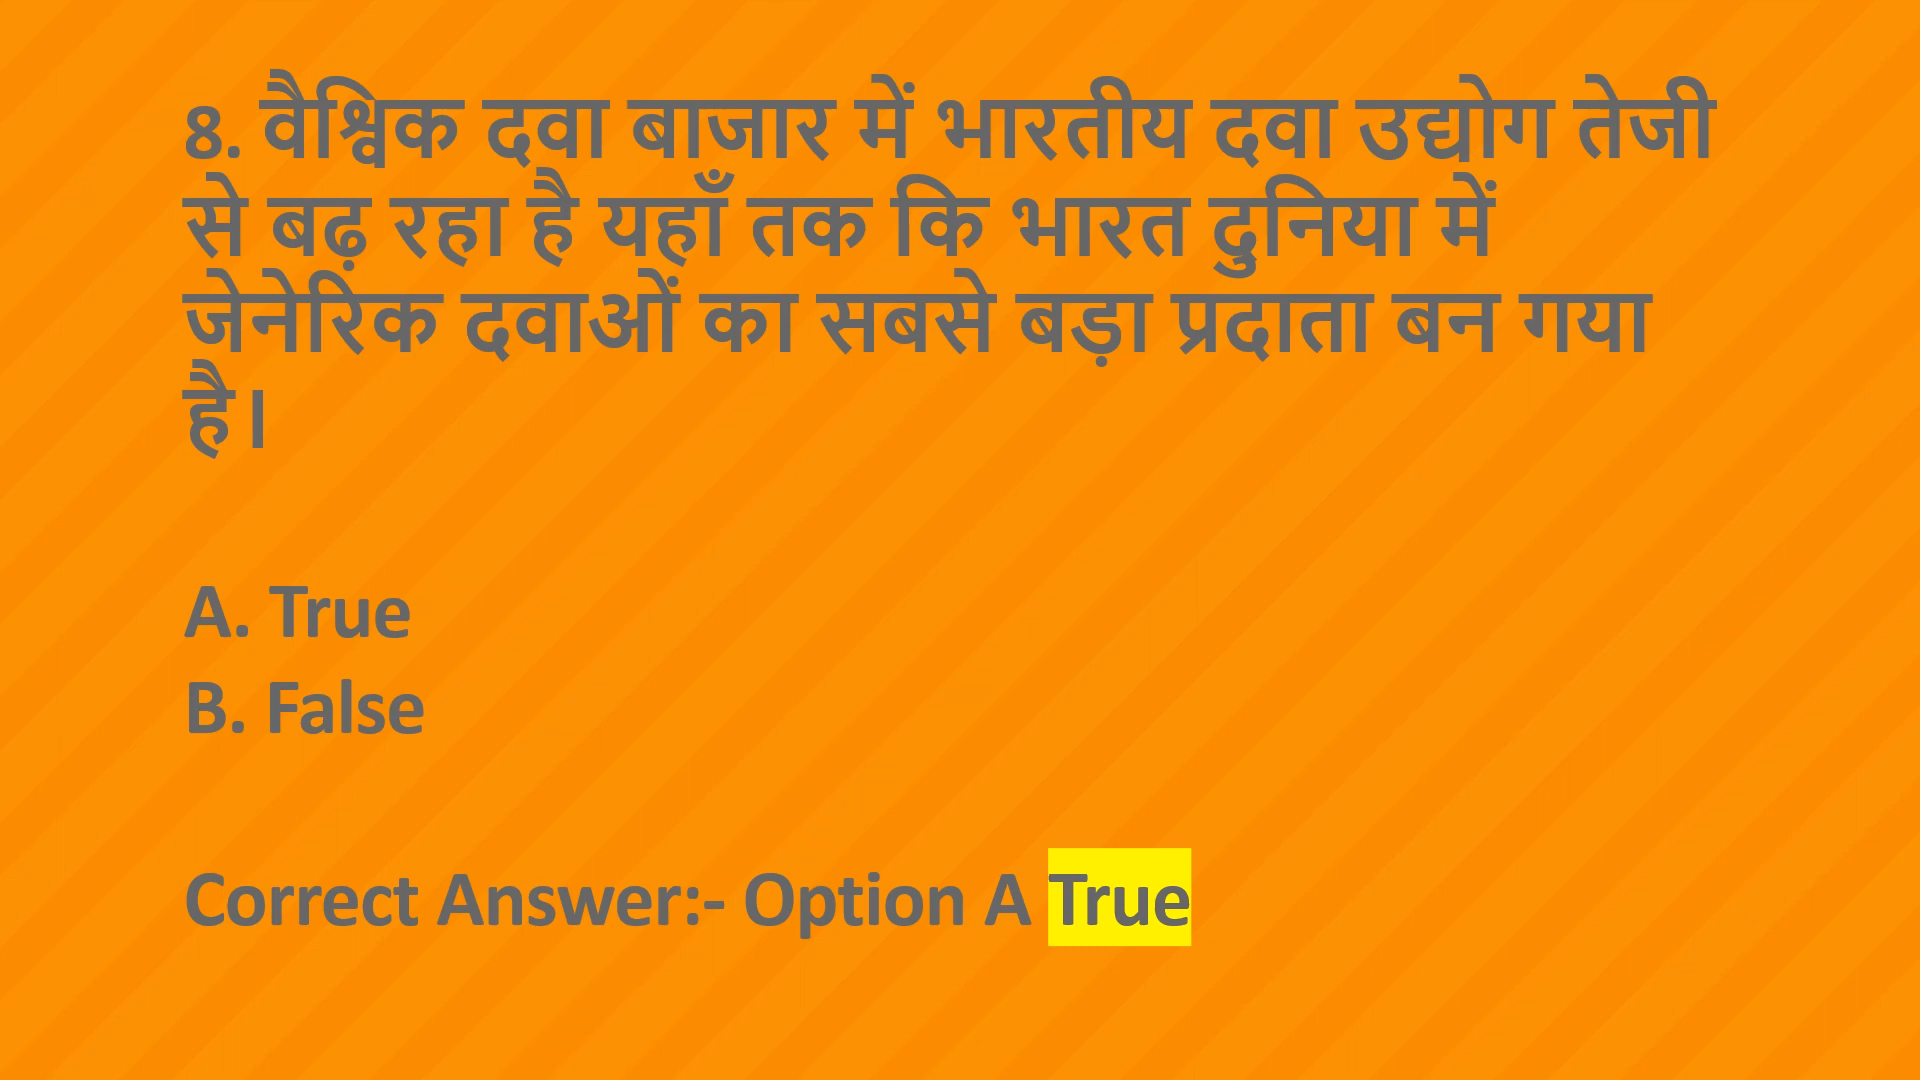 8. वैश्विक दवा बाजार में भारतीय दवा उद्योग तेजी
से बढ़ रहा है यहाँ तक कि भारत दुनिया में
जेनेरिक दवाओं का सबसे बड़ा प्रदाता बन गया
है।
A. True
B. False
Correct Answer:- Option A True